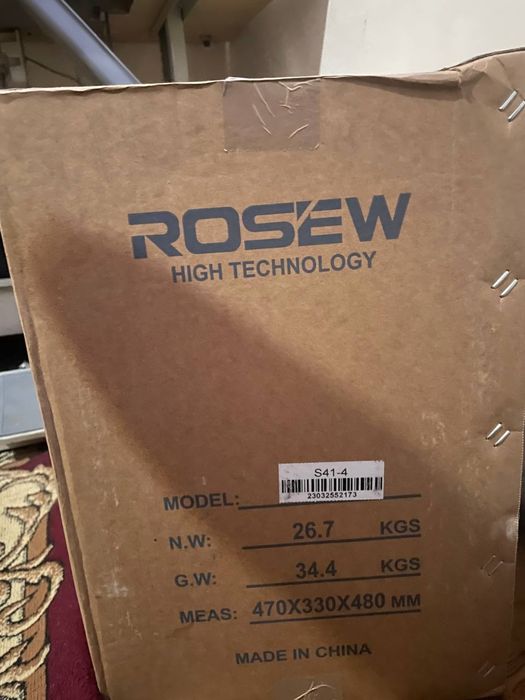 ROSEW
HIGH TECHNOLOGY
S41-4
MODEL:
23032552173
N.W: 26.7 KGS
G.W: 34.4 KGS
MEAS: 470X330X480 MM
MADE IN CHINA